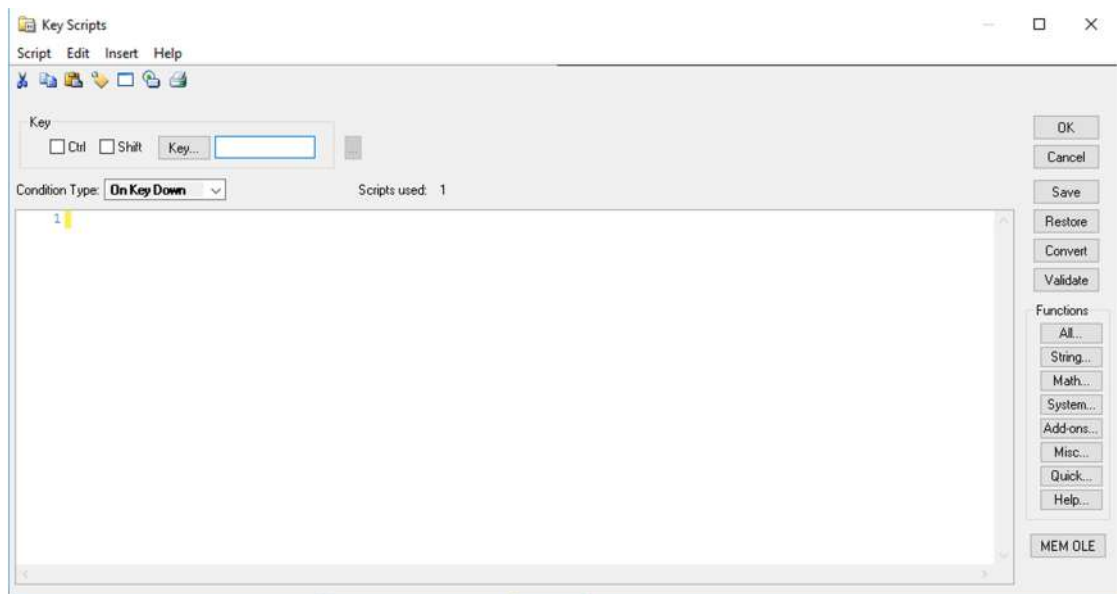 Key Scripts
Script Edit Insert Help
Key
Ctrl Shift Key... ...
Condition Type: On Key Down Scripts used: 1
1
OK
Cancel
Save
Restore
Convert
Validate
Functions
All...
String...
Math...
System...
Add-ons...
Misc...
Quick...
Help...
MEM OLE